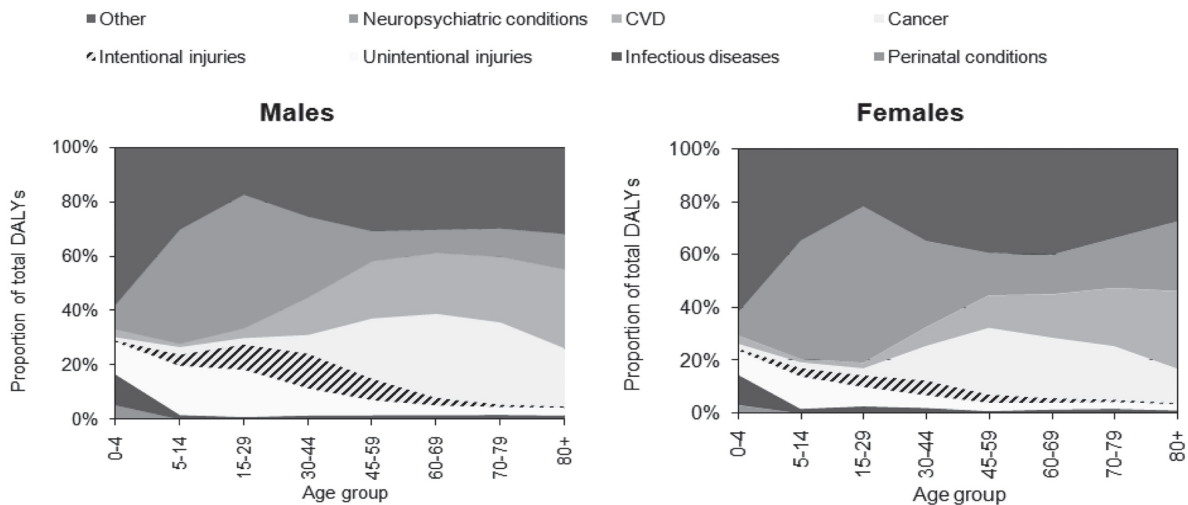 Other Neuropsychiatric conditions CVD Cancer
Intentional injuries Unintentional injuries Infectious diseases Perinatal conditions
Males
100%
80%
60%
40%
20%
0%
Proportion of total DALYs
0-4 5-14 15-29 30-44 45-59 60-69 70-79 80+
Age group
Females
100%
80%
60%
40%
20%
0%
Proportion of total DALYs
0-4 5-14 15-29 30-44 45-59 60-69 70-79 80+
Age group